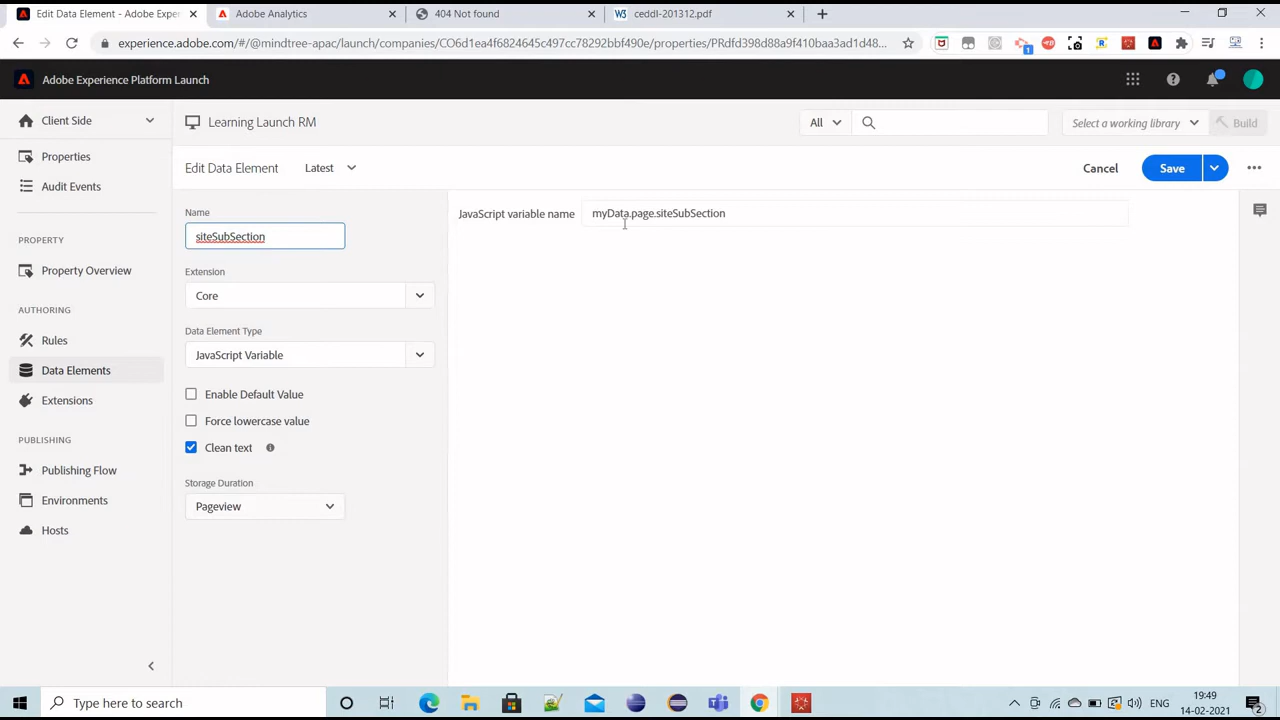 Edit Data Element - Adobe Experi
Adobe Analytics
404 Not found
ceddl-201312.pdf
experience.adobe.com/#/@mindtree-apac/launch/companies/CO6d1ea4f6824645c497cc78292bbf490e/properties/PRdfd398d88a9f410baa3ad1d48...
Adobe Experience Platform Launch
Client Side
Learning Launch RM
All
Select a working library
Build
Properties
Edit Data Element
Latest
Cancel
Save
Audit Events
Name
JavaScript variable name
myData.page.siteSubSection
siteSubSection
PROPERTY
Property Overview
Extension
Core
AUTHORING
Data Element Type
Rules
JavaScript Variable
Data Elements
Enable Default Value
Extensions
Force lowercase value
PUBLISHING
Clean text
Publishing Flow
Storage Duration
Environments
Pageview
Hosts
Type here to search
ENG
19:49
14-02-2021
2